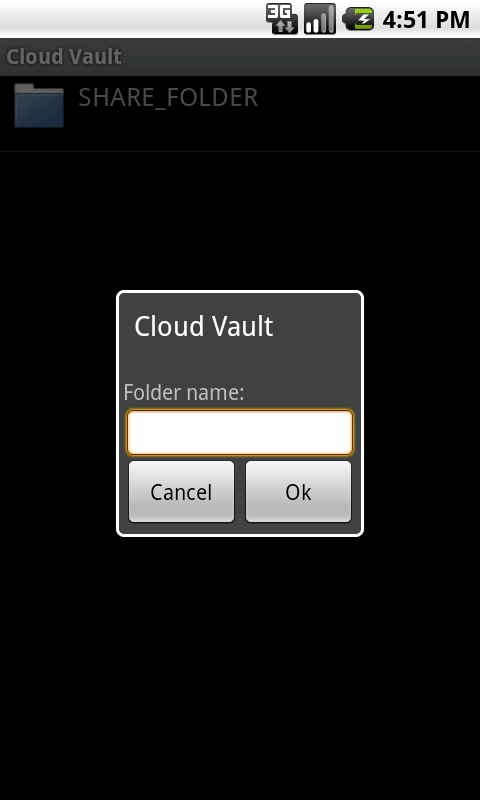 3G 4:51 PM
Cloud Vault
SHARE_FOLDER
Cloud Vault
Folder name:
Cancel Ok